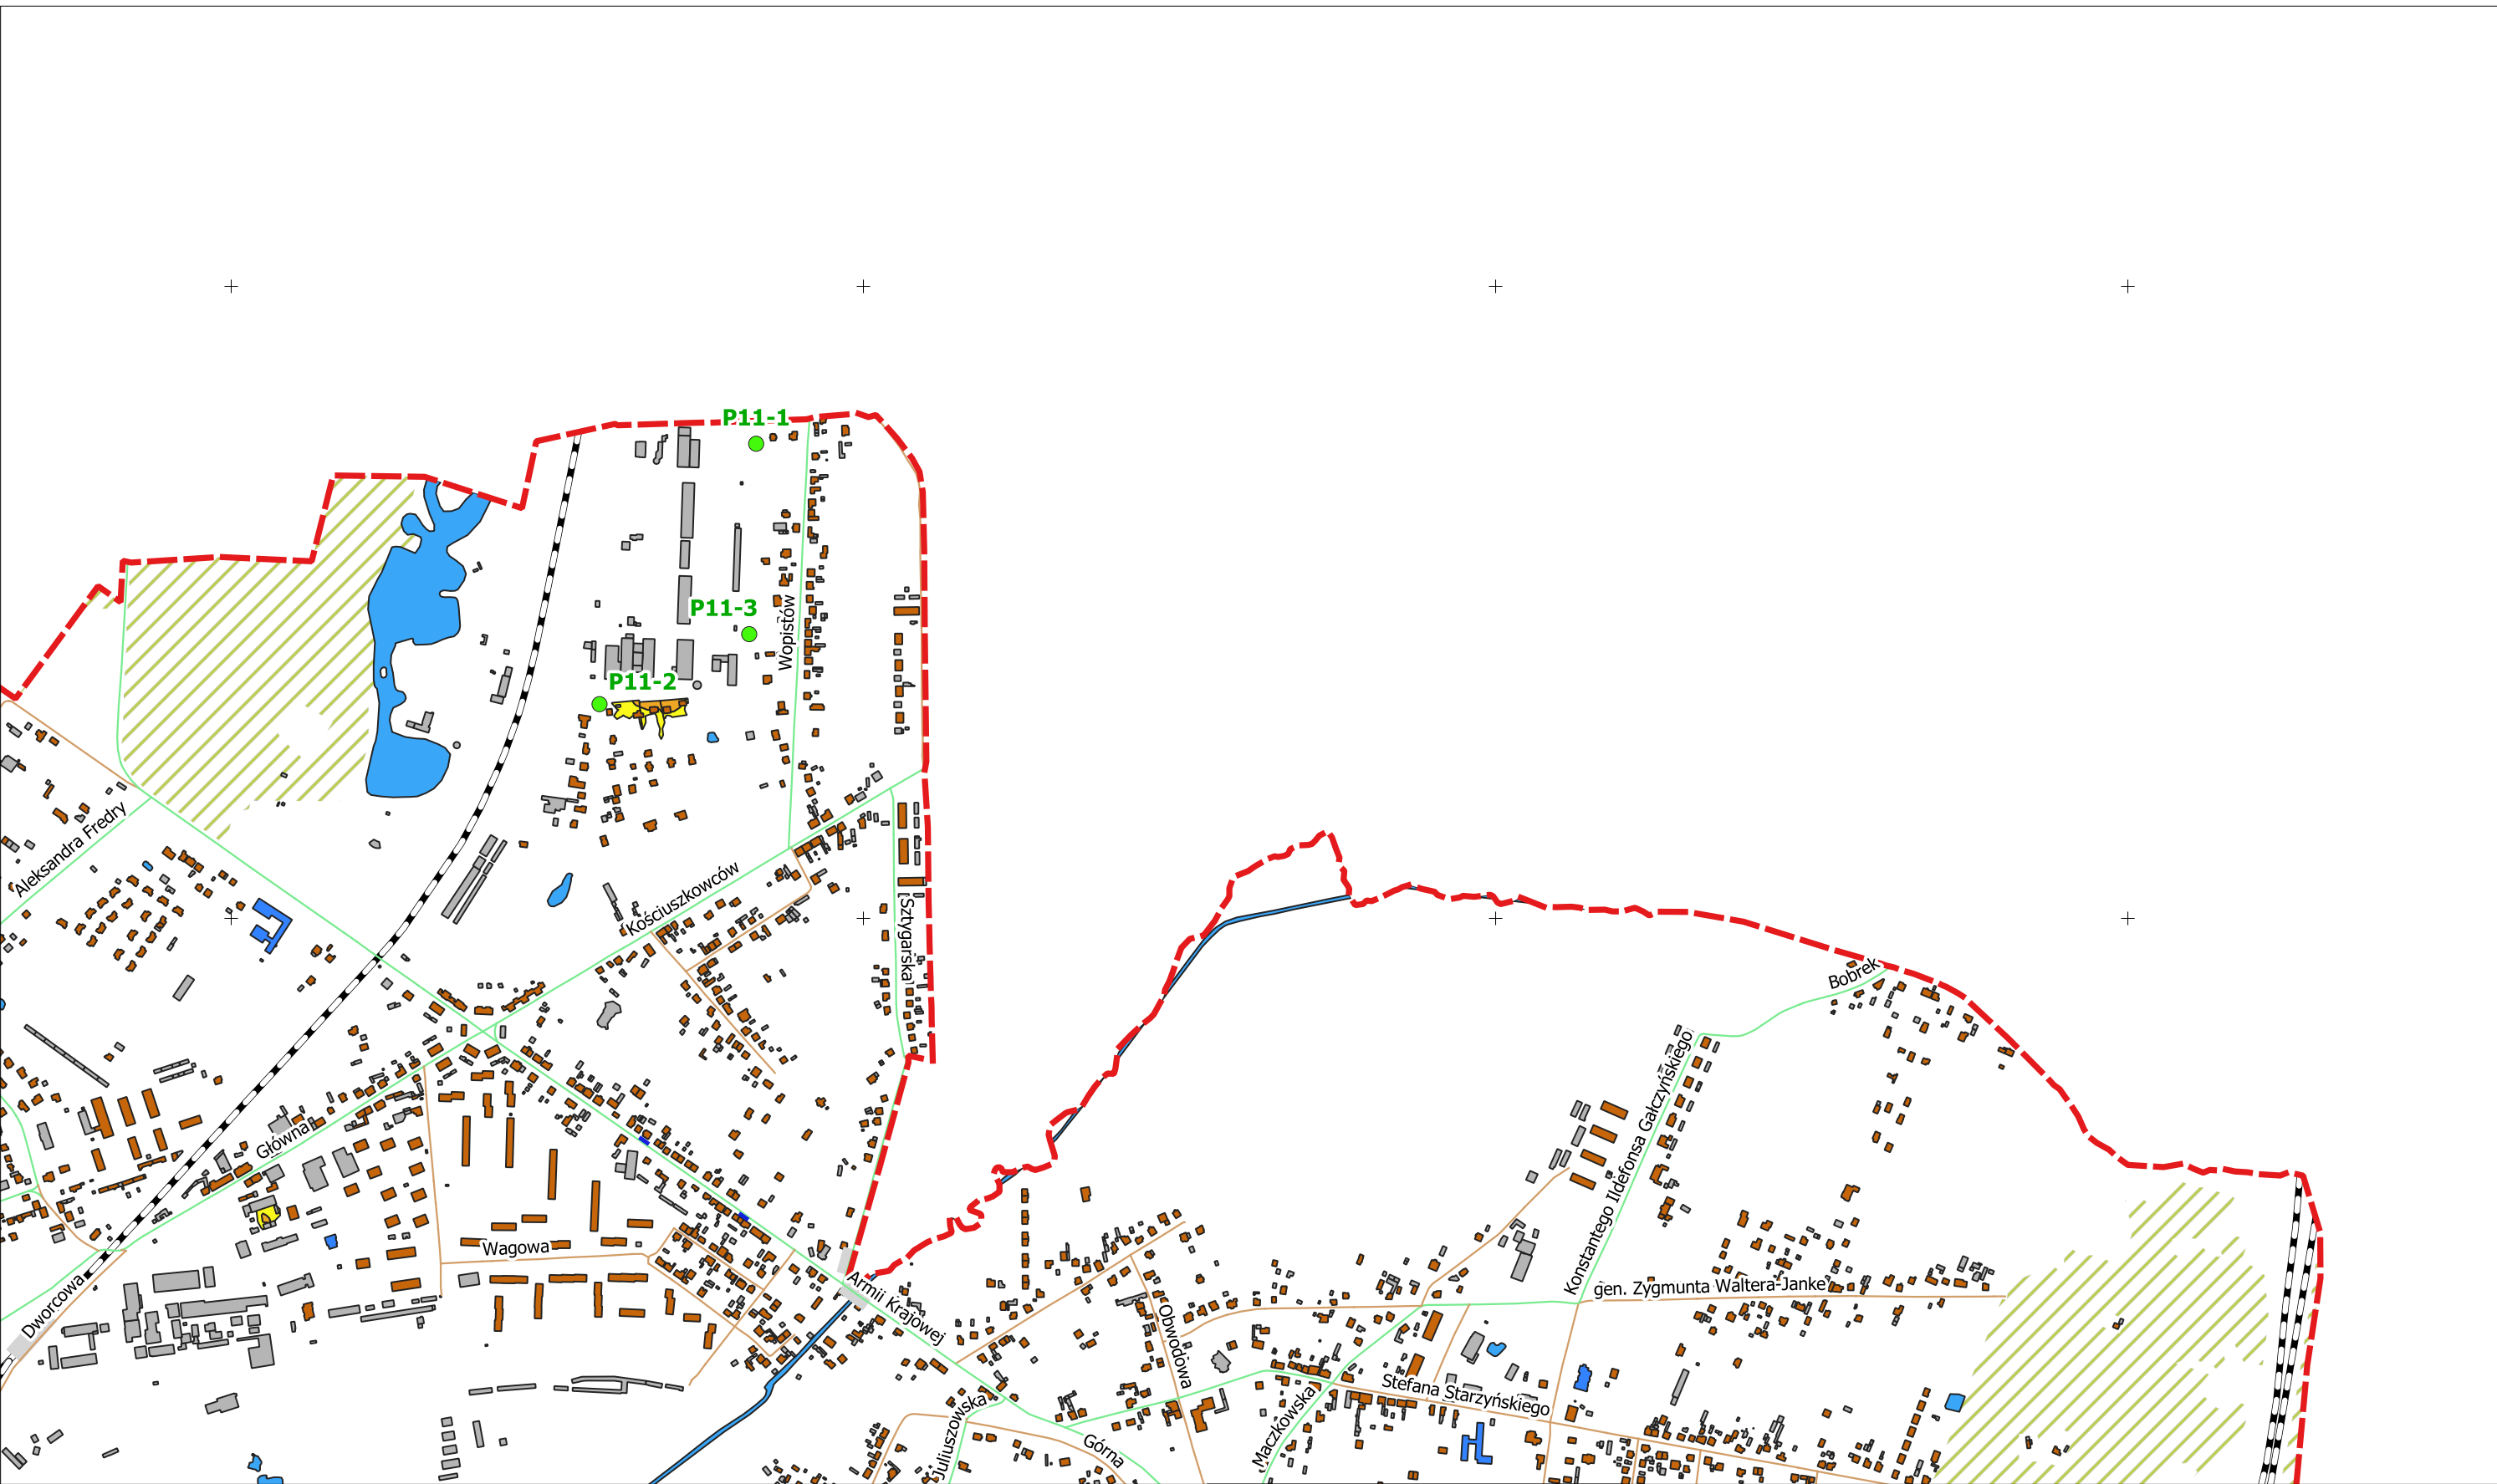 P11-1
P11-3
Wopistów
P11-2
Aleksandra Fredry
Kościuszkowców
Sztygarska
Bobrek
Konstantego Ildefonsa Gałczyńskiego
Główna
Wagowa
Dworcowa
Armii Krajowej
gen. Zygmunta Waltera-Janke
Obwodowa
Stefana Starzyńskiego
Maczkowska
Juliuszowska
Górna